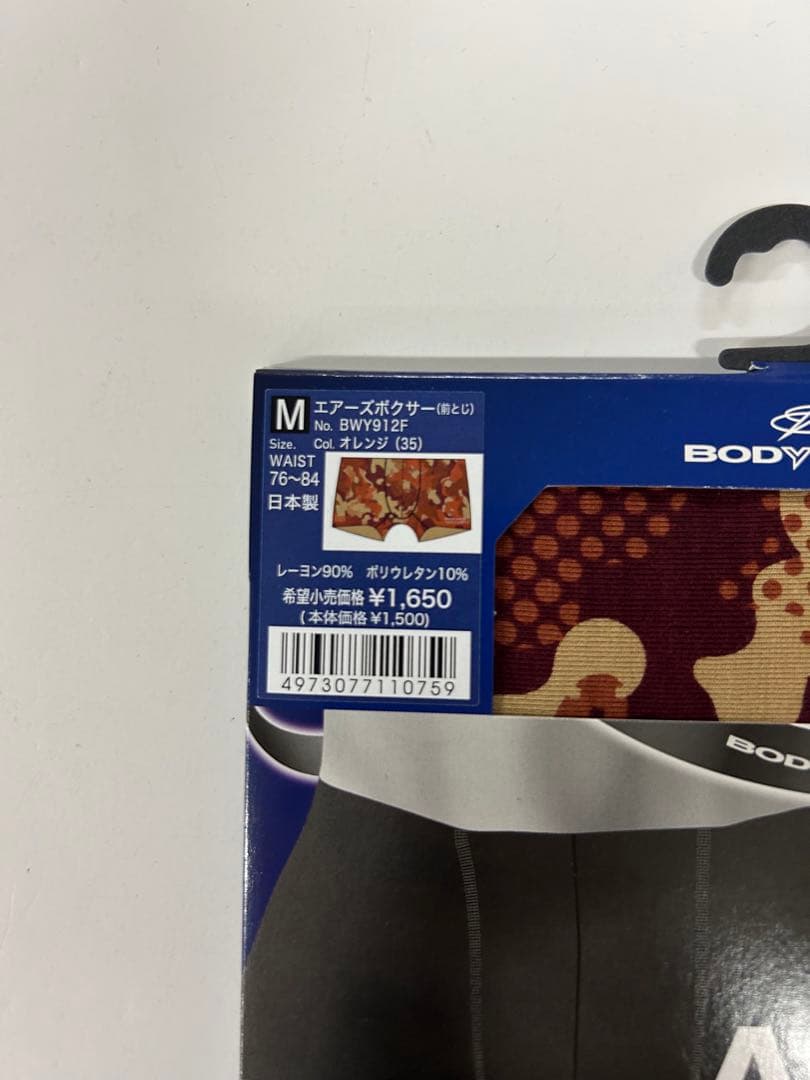 M
エアーズボクサー(前とじ)
No. BWY912F
Size. Col. オレンジ (35)
WAIST
76～84
日本製
レーヨン90% ポリウレタン10%
希望小売価格 ¥1,650
(本体価格 ¥1,500)
4973077110759
BODY
BOD
A